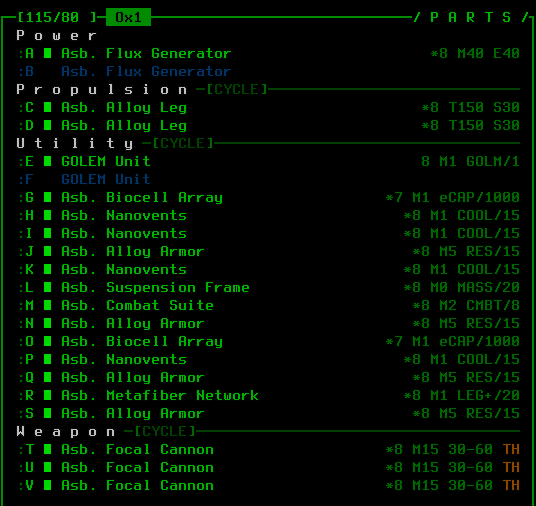 [115/80 ] 0x1 / P A R T S /
P o w e r
:A Asb. Flux Generator *8 M40 E40
:B Asb. Flux Generator
P r o p u l s i o n [CYCLE]
:C Asb. Alloy Leg *8 T150 S30
:D Asb. Alloy Leg *8 T150 S30
U t i l i t y [CYCLE]
:E GOLEM Unit 8 M1 GOLM/1
:F GOLEM Unit
:G Asb. Biocell Array *7 M1 eCAP/1000
:H Asb. Nanovents *8 M1 COOL/15
:I Asb. Nanovents *8 M1 COOL/15
:J Asb. Alloy Armor *8 M5 RES/15
:K Asb. Nanovents *8 M1 COOL/15
:L Asb. Suspension Frame *8 M0 MASS/20
:M Asb. Combat Suite *8 M2 CMBT/8
:N Asb. Alloy Armor *8 M5 RES/15
:O Asb. Biocell Array *7 M1 eCAP/1000
:P Asb. Nanovents *8 M1 COOL/15
:Q Asb. Alloy Armor *8 M5 RES/15
:R Asb. Metafiber Network *8 M1 LEG+/20
:S Asb. Alloy Armor *8 M5 RES/15
W e a p o n [CYCLE]
:T Asb. Focal Cannon *8 M15 30-60 TH
:U Asb. Focal Cannon *8 M15 30-60 TH
:V Asb. Focal Cannon *8 M15 30-60 TH